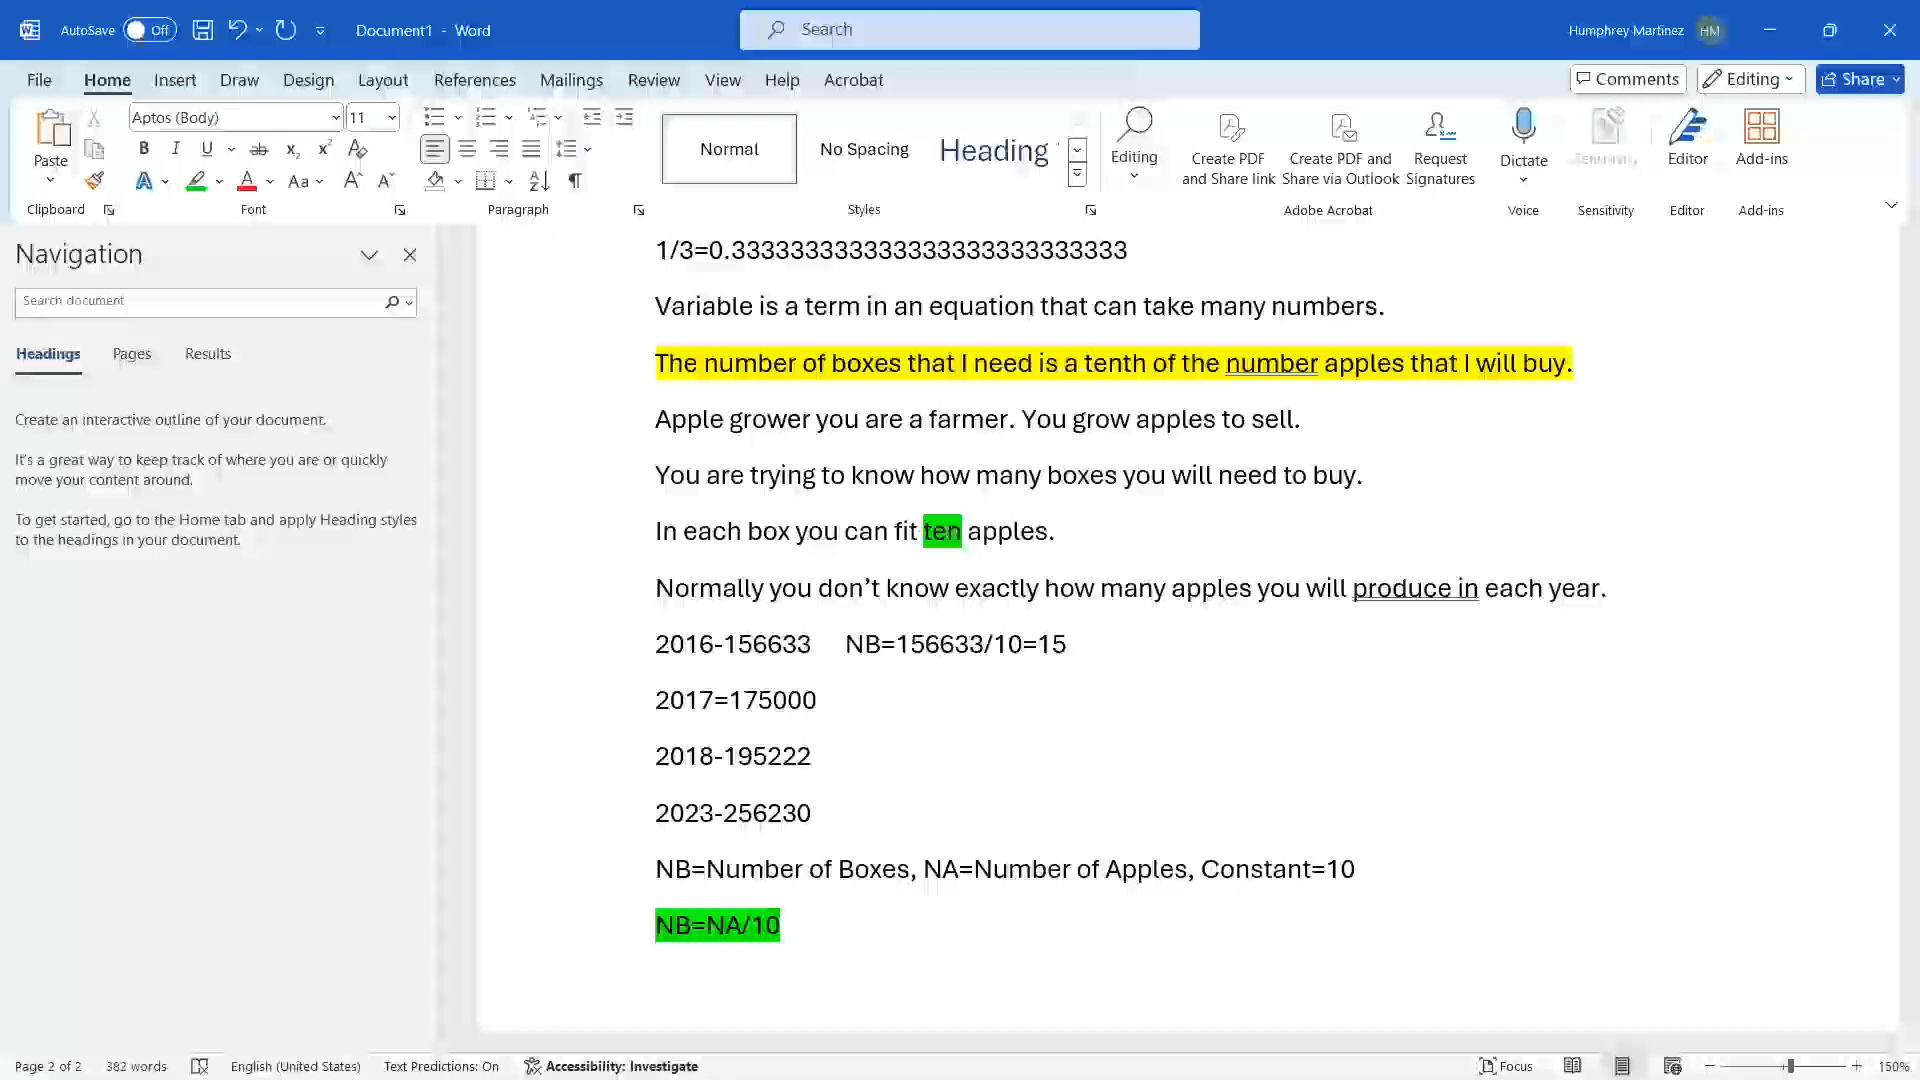 AutoSave Off Document1 - Word Search Humphrey Martinez HM
File Home Insert Draw Design Layout References Mailings Review View Help Acrobat Comments Editing Share
Paste
Clipboard
Aptos (Body) 11
Font
Paragraph
Normal No Spacing Heading
Styles
Editing
Create PDF and Share link
Create PDF and Share via Outlook
Request Signatures
Adobe Acrobat
Dictate
Voice
Sensitivity
Sensitivity
Editor
Editor
Add-ins
Add-ins
Navigation
Search document
Headings Pages Results
Create an interactive outline of your document.
It's a great way to keep track of where you are or quickly
move your content around.
To get started, go to the Home tab and apply Heading styles
to the headings in your document.
1/3=0.333333333333333333333333333
Variable is a term in an equation that can take many numbers.
The number of boxes that I need is a tenth of the number apples that I will buy.
Apple grower you are a farmer. You grow apples to sell.
You are trying to know how many boxes you will need to buy.
In each box you can fit ten apples.
Normally you don’t know exactly how many apples you will produce in each year.
2016-156633 NB=156633/10=15
2017=175000
2018-195222
2023-256230
NB=Number of Boxes, NA=Number of Apples, Constant=10
NB=NA/10
Page 2 of 2 382 words English (United States) Text Predictions: On Accessibility: Investigate Focus 150%